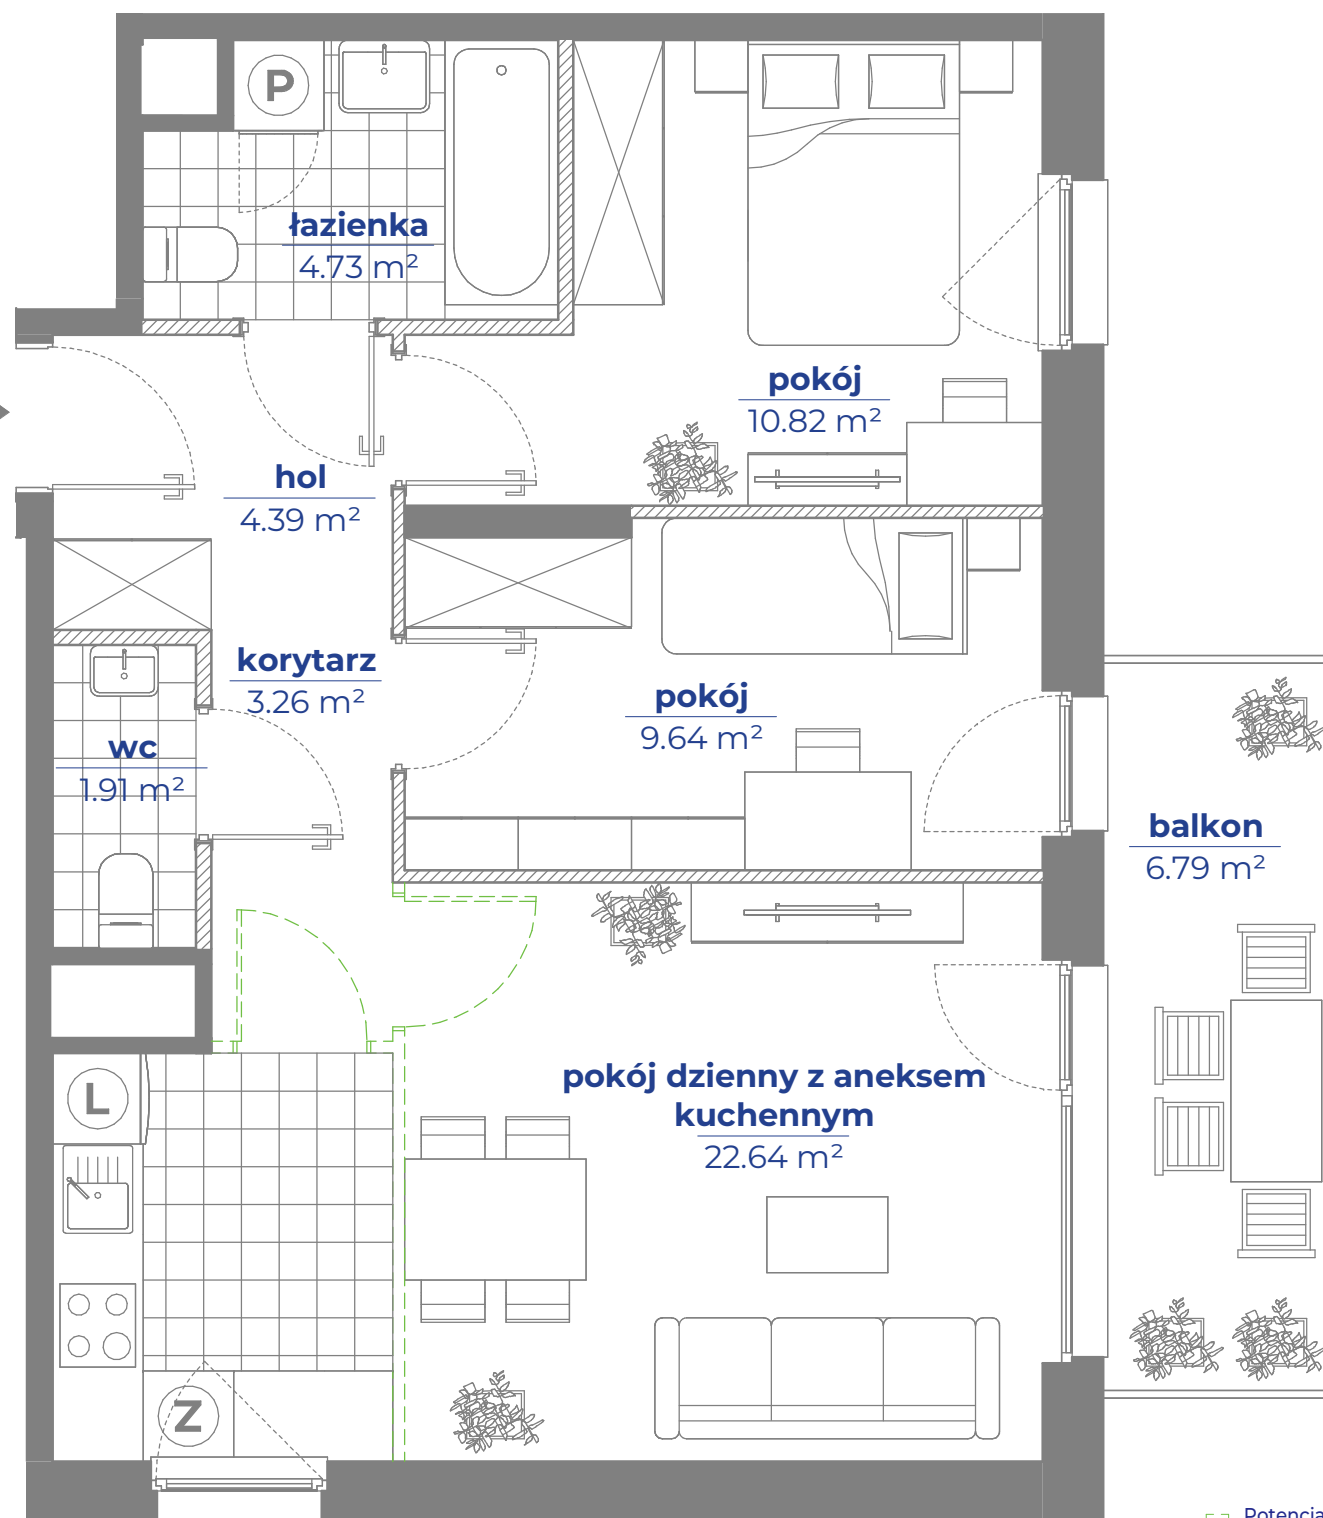 P
łazienka
4.73 m²
pokój
10.82 m²
hol
4.39 m²
korytarz
3.26 m²
pokój
9.64 m²
wc
1.91 m²
balkon
6.79 m²
pokój dzienny z aneksem
kuchennym
22.64 m²
L
Z